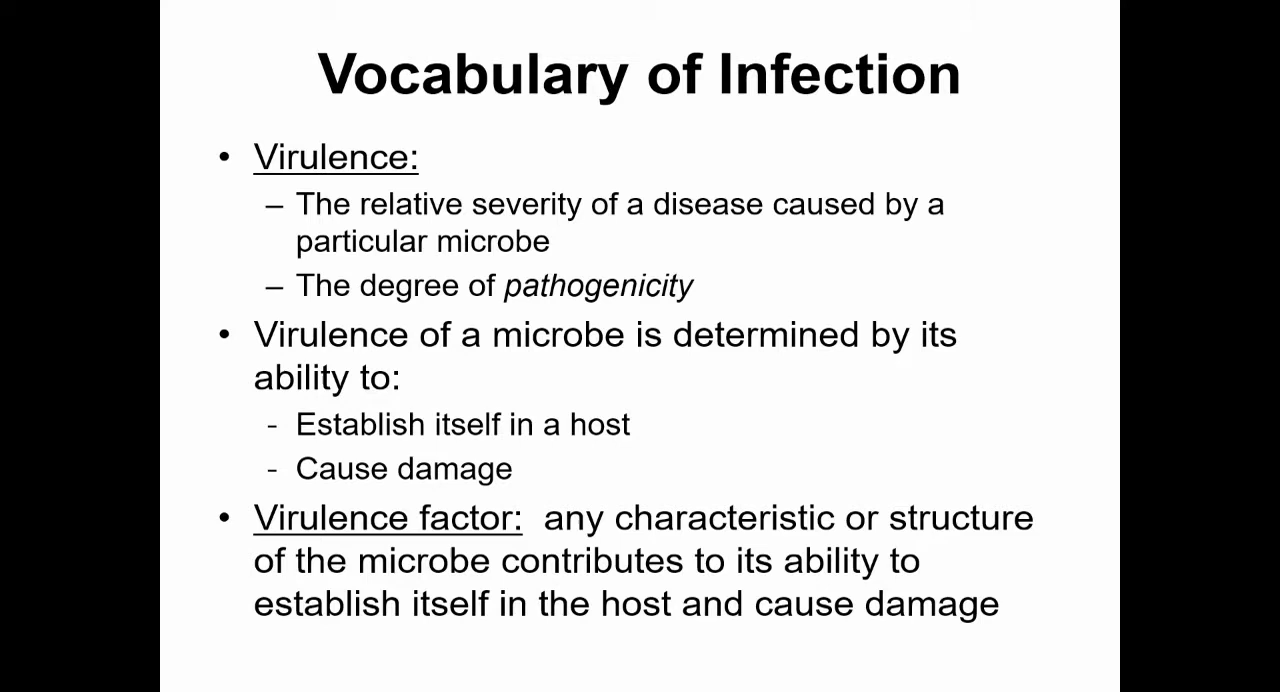 Vocabulary of Infection
• Virulence:
– The relative severity of a disease caused by a
particular microbe
– The degree of pathogenicity
• Virulence of a microbe is determined by its
ability to:
- Establish itself in a host
- Cause damage
• Virulence factor: any characteristic or structure
of the microbe contributes to its ability to
establish itself in the host and cause damage